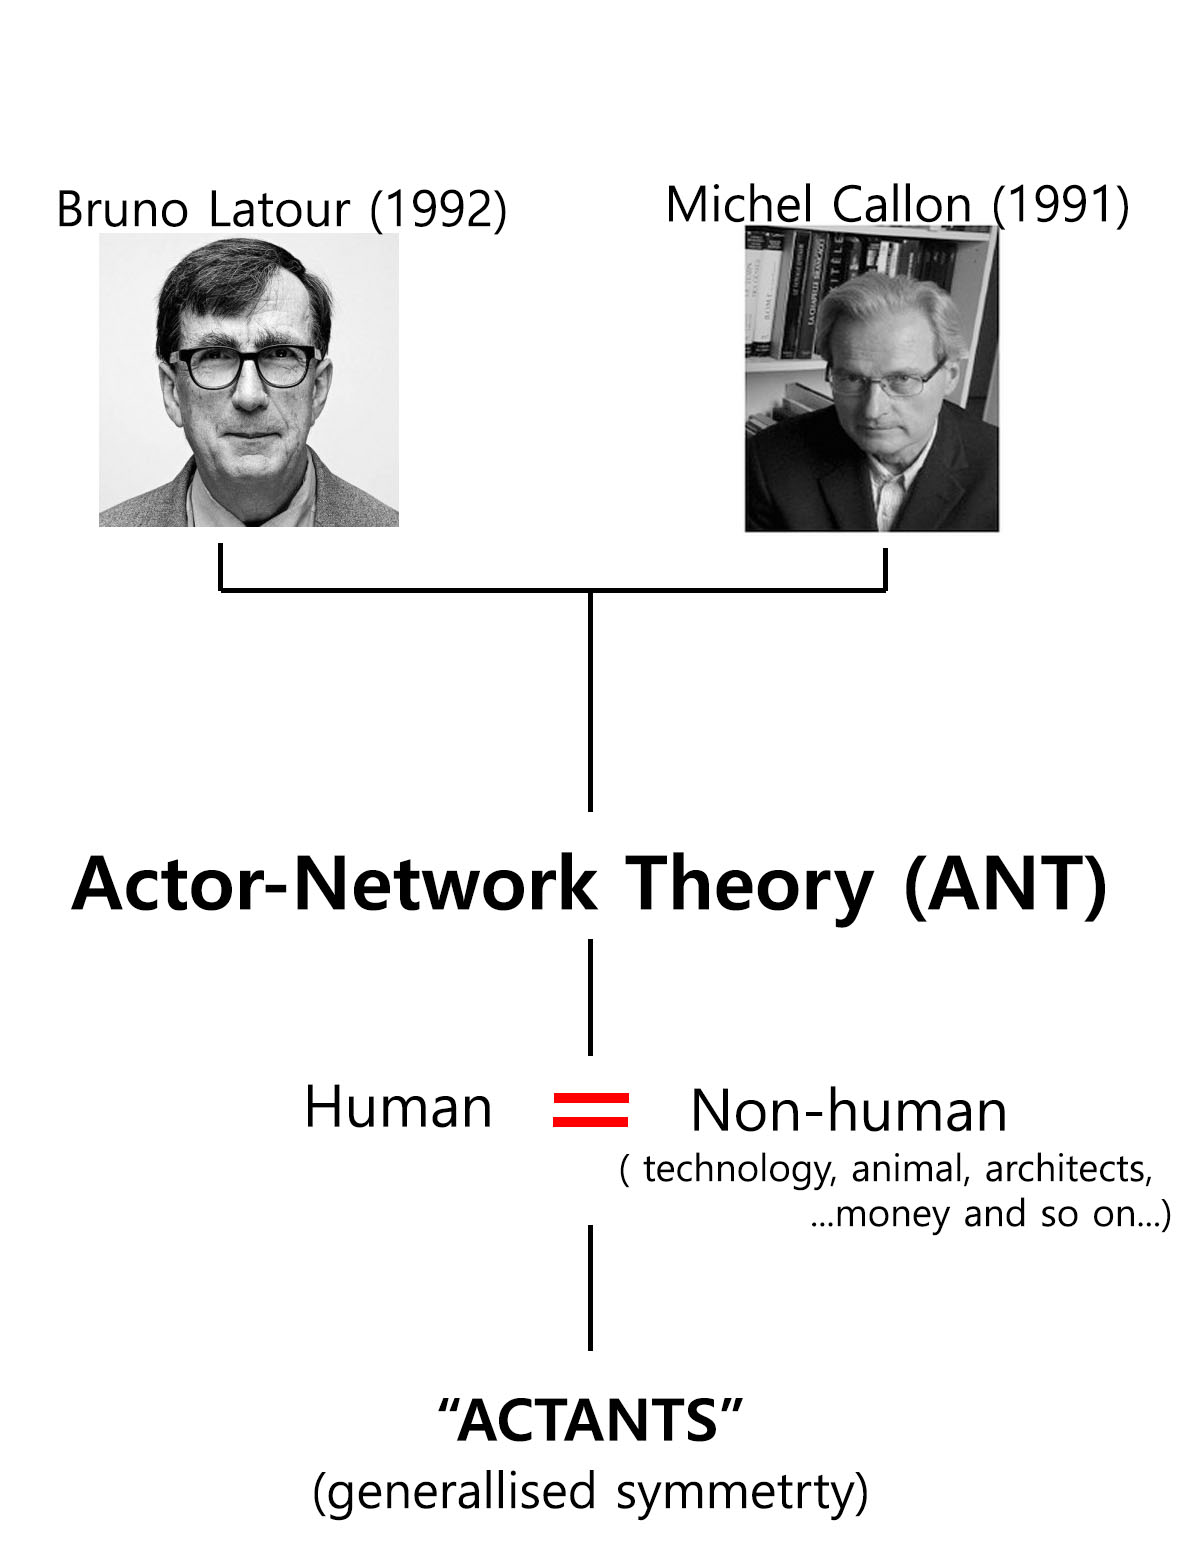 Bruno Latour (1992)
Michel Callon (1991)
Actor-Network Theory (ANT)
Human = Non-human
( technology, animal, architects,
...money and so on...)
“ACTANTS”
(generallised symmetrty)